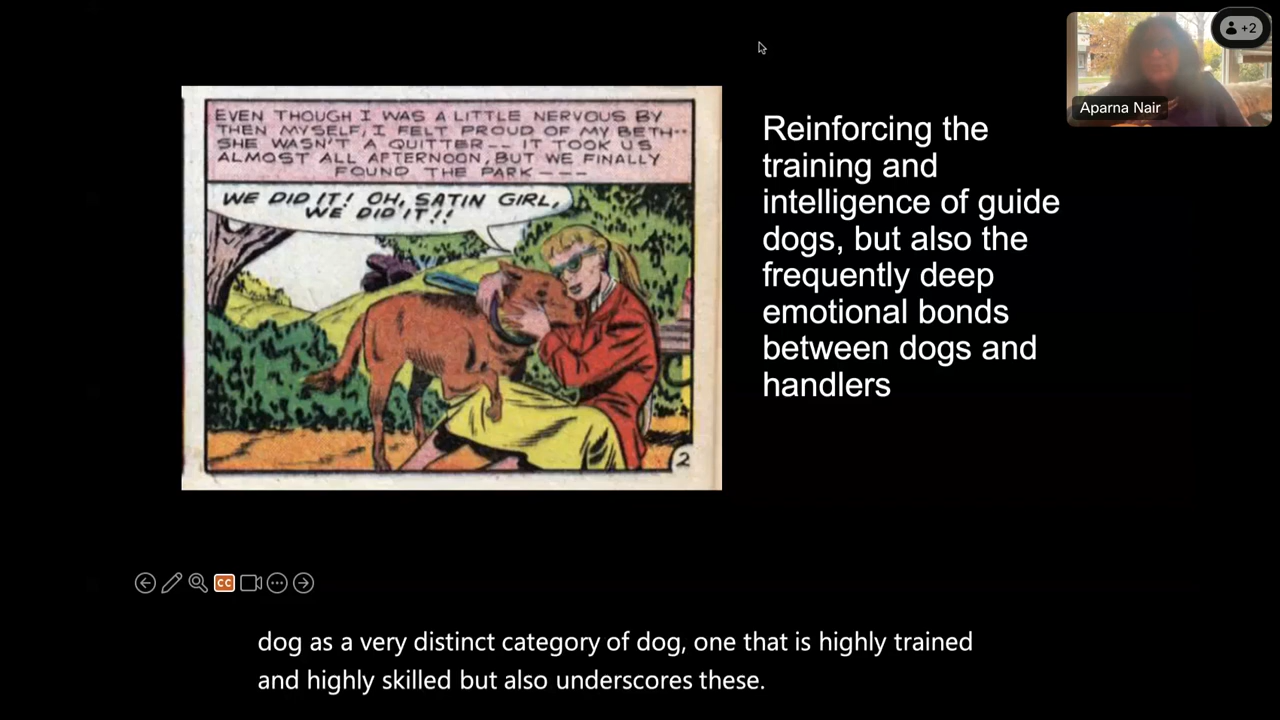 +2
Aparna Nair
EVEN THOUGH I WAS A LITTLE NERVOUS BY
THEN MYSELF, I FELT PROUD OF MY BETH--
SHE WASN'T A QUITTER -- IT TOOK US
ALMOST ALL AFTERNOON, BUT WE FINALLY
FOUND THE PARK ---
WE DID IT! OH, SATIN GIRL,
WE DID IT!!
2
Reinforcing the
training and
intelligence of guide
dogs, but also the
frequently deep
emotional bonds
between dogs and
handlers
CC
dog as a very distinct category of dog, one that is highly trained
and highly skilled but also underscores these.